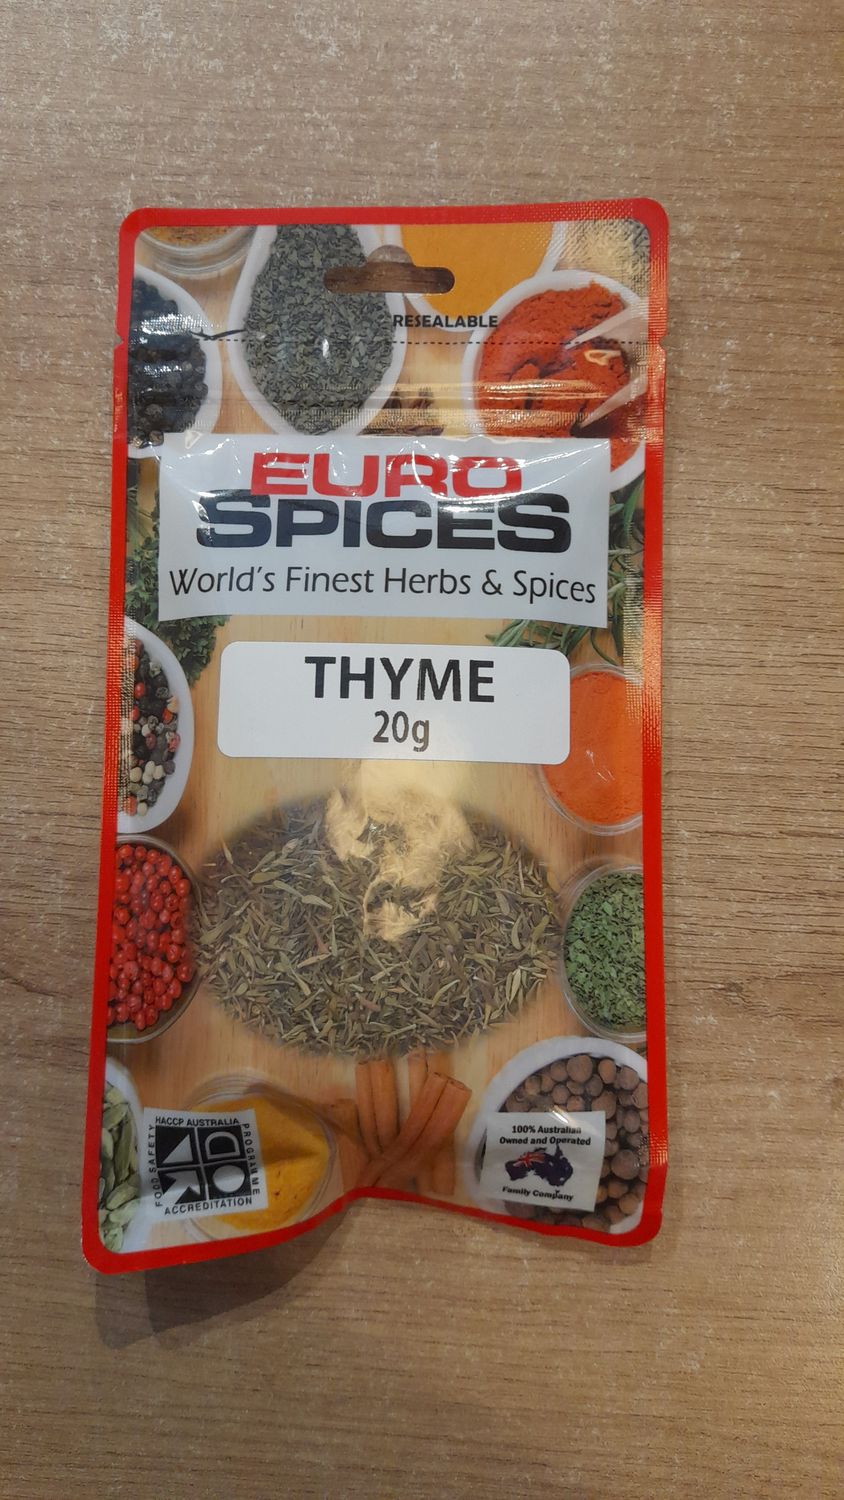 RESEALABLE
EURO
SPICES
World's Finest Herbs & Spices
THYME
20g
HACCP AUSTRALIA
FOOD SAFETY
PROGRAMME
ACCREDITATION
100% Australian
Owned and Operated
Family Company